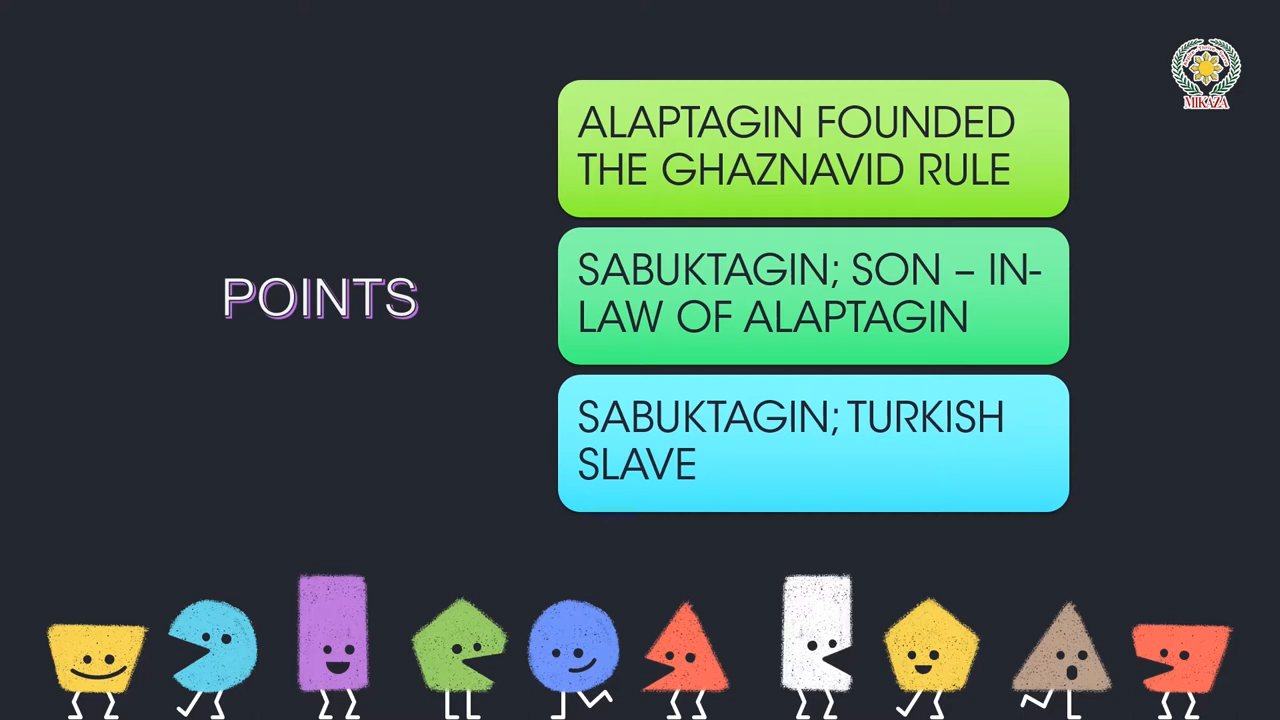 POINTS
ALAPTAGIN FOUNDED
THE GHAZNAVID RULE
SABUKTAGIN; SON – IN-
LAW OF ALAPTAGIN
SABUKTAGIN; TURKISH
SLAVE
MIKAZA